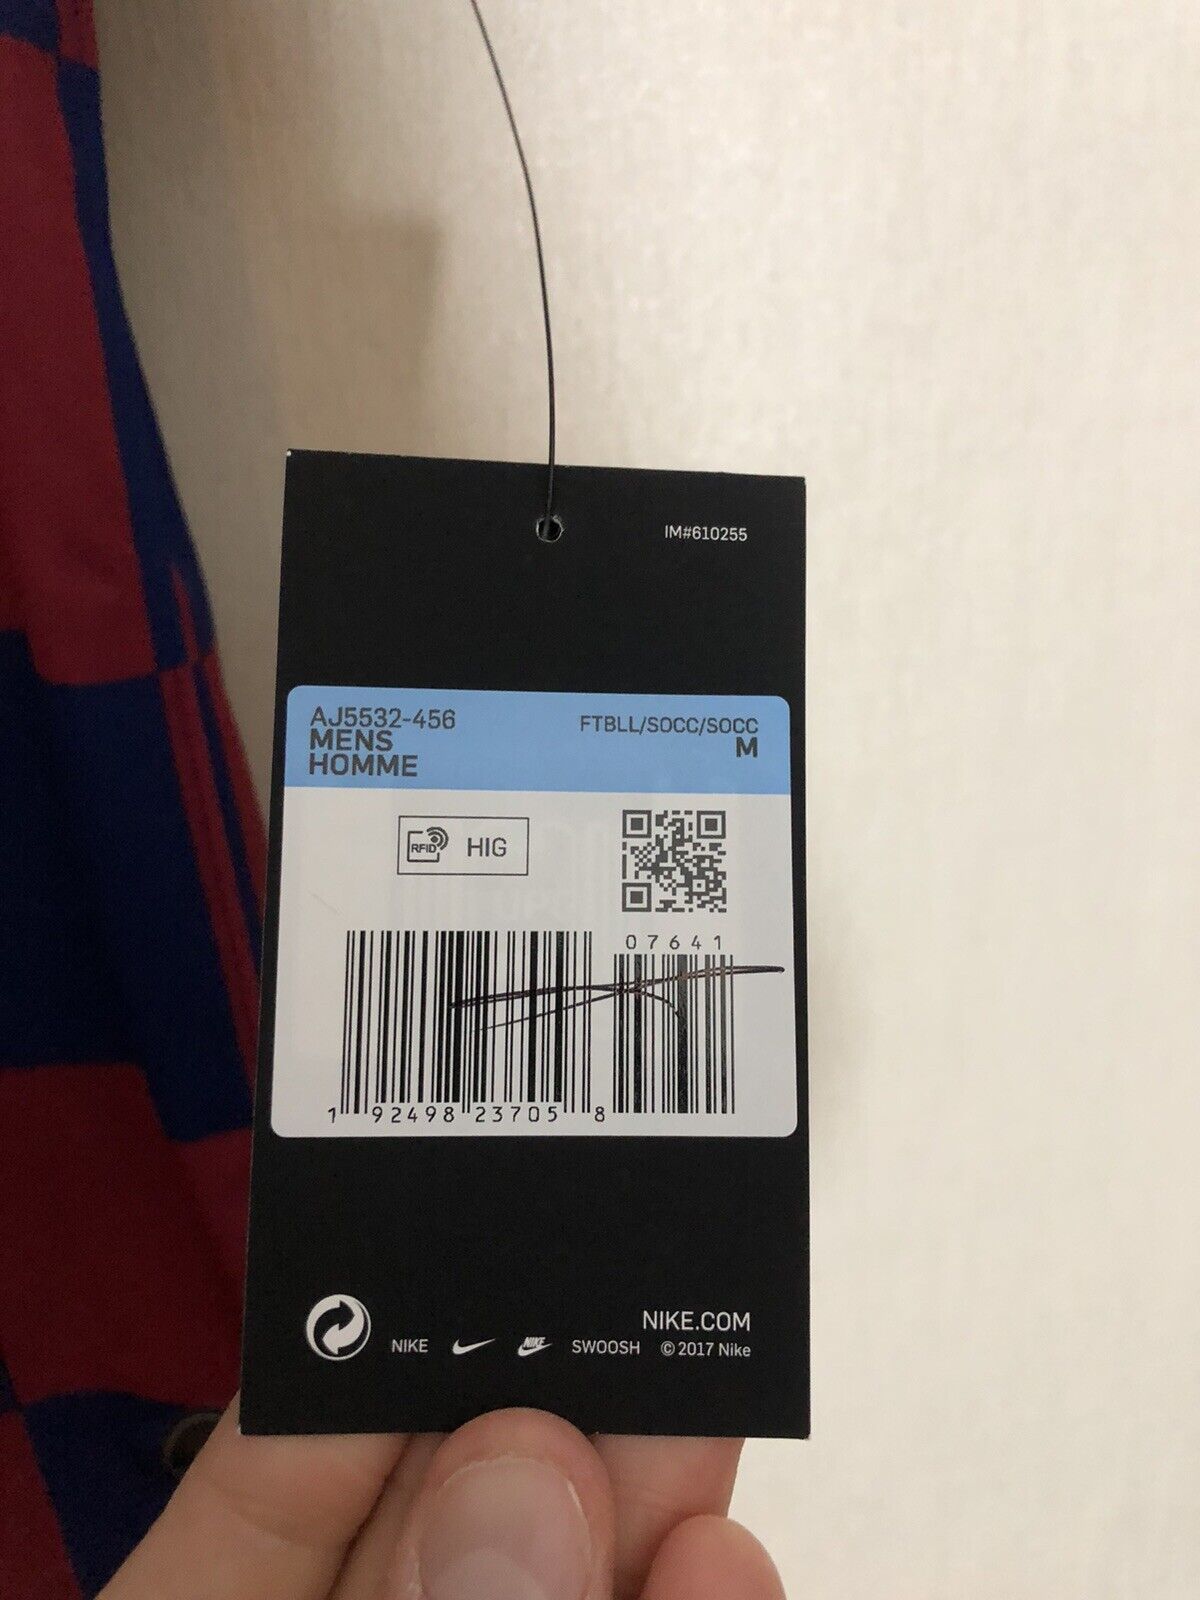 IM#610255
AJ5532-456
FTBLL/SOCC/SOCC
MENS
M
HOMME
RFID HIG
07641
1 92498 23705 8
NIKE.COM
NIKE NIKE SWOOSH © 2017 Nike